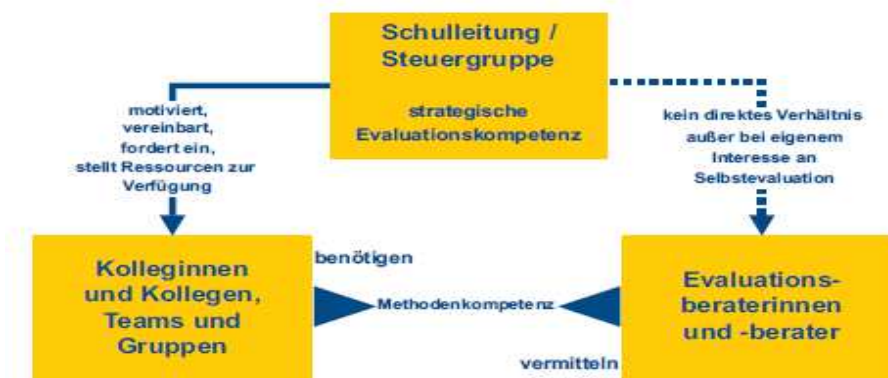 Schulleitung /
Steuergruppe
strategische
Evaluationskompetenz
motiviert,
vereinbart,
fordert ein,
stellt Ressourcen zur
Verfügung
kein direktes Verhältnis
außer bei eigenem
Interesse an
Selbstevaluation
Kolleginnen
und Kollegen,
Teams und
Gruppen
benötigen
Methodenkompetenz
vermitteln
Evaluations-
beraterinnen
und -berater